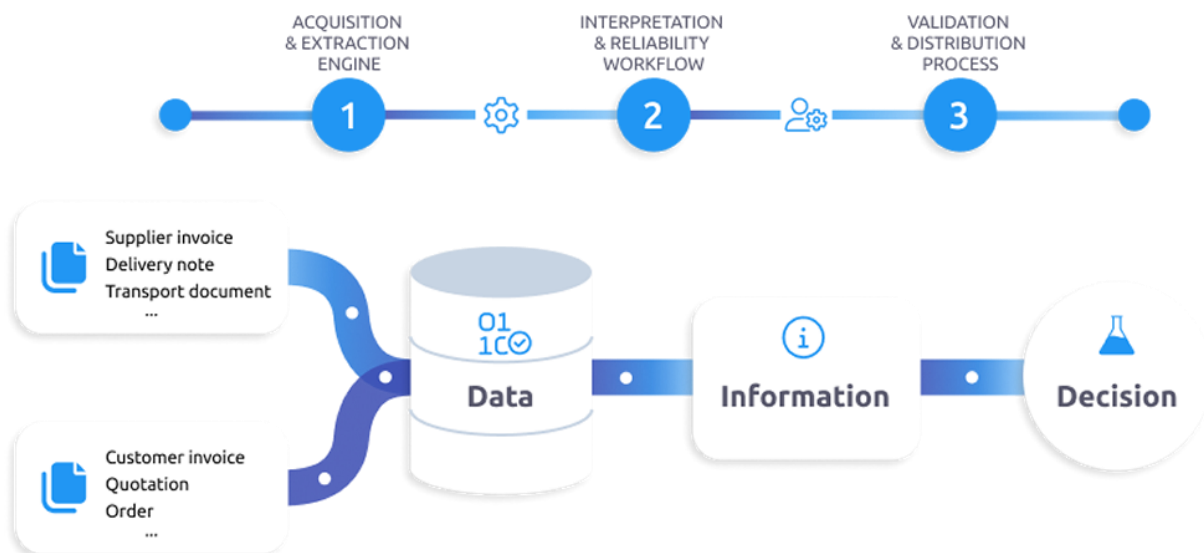 ACQUISITION
& EXTRACTION
ENGINE
INTERPRETATION
& RELIABILITY
WORKFLOW
VALIDATION
& DISTRIBUTION
PROCESS
1
2
3
Supplier invoice
Delivery note
Transport document
...
Customer invoice
Quotation
Order
...
01
10
Data
i
Information
Decision